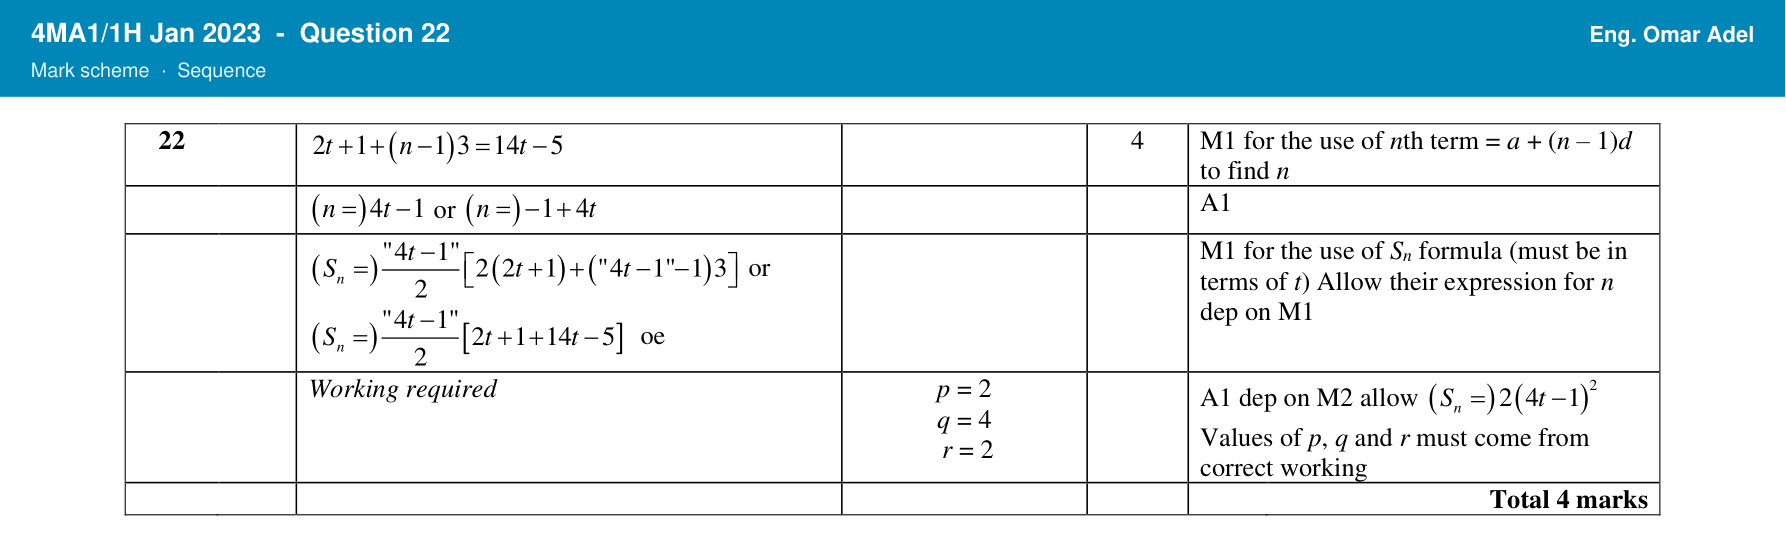 4MA1/1H Jan 2023 - Question 22
Eng. Omar Adel
Mark scheme · Sequence
22
2t + 1 + (n − 1)3 = 14t − 5
4
M1 for the use of nth term = a + (n – 1)d
to find n
(n =)4t − 1 or (n =) − 1 + 4t
A1
(Sₙ =) "4t − 1"/2 [2(2t + 1) + ("4t − 1"−1)3] or
(Sₙ =) "4t − 1"/2 [2t + 1 + 14t − 5] oe
M1 for the use of Sₙ formula (must be in
terms of t) Allow their expression for n
dep on M1
Working required
p = 2
q = 4
r = 2
A1 dep on M2 allow (Sₙ =)2(4t − 1)²
Values of p, q and r must come from
correct working
Total 4 marks